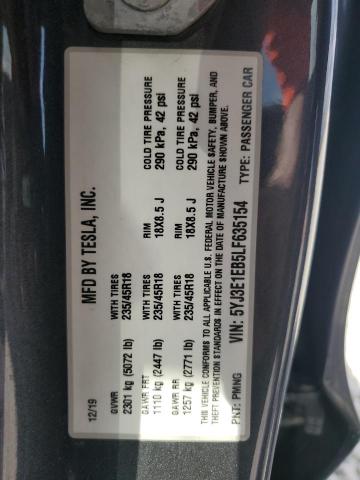 MFD BY TESLA, INC.
12/19
GVWR WITH TIRES RIM COLD TIRE PRESSURE
2301 kg (5072 lb) 235/45R18 18X8.5 J 290 kPa, 42 psi
GAWR FRT WITH TIRES RIM COLD TIRE PRESSURE
1110 kg (2447 lb) 235/45R18 18X8.5 J 290 kPa, 42 psi
GAWR RR
1257 kg (2771 lb) 235/45R18
THIS VEHICLE CONFORMS TO ALL APPLICABLE U.S. FEDERAL MOTOR VEHICLE SAFETY, BUMPER, AND
THEFT PREVENTION STANDARDS IN EFFECT ON THE DATE OF MANUFACTURE SHOWN ABOVE.
VIN: 5YJ3E1EB5LF635154 TYPE: PASSENGER CAR
PNT: PMNG